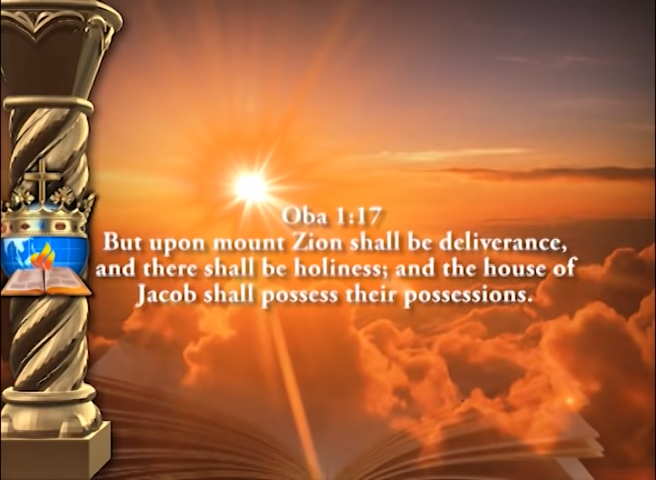 Oba 1:17
But upon mount Zion shall be deliverance,
and there shall be holiness; and the house of
Jacob shall possess their possessions.